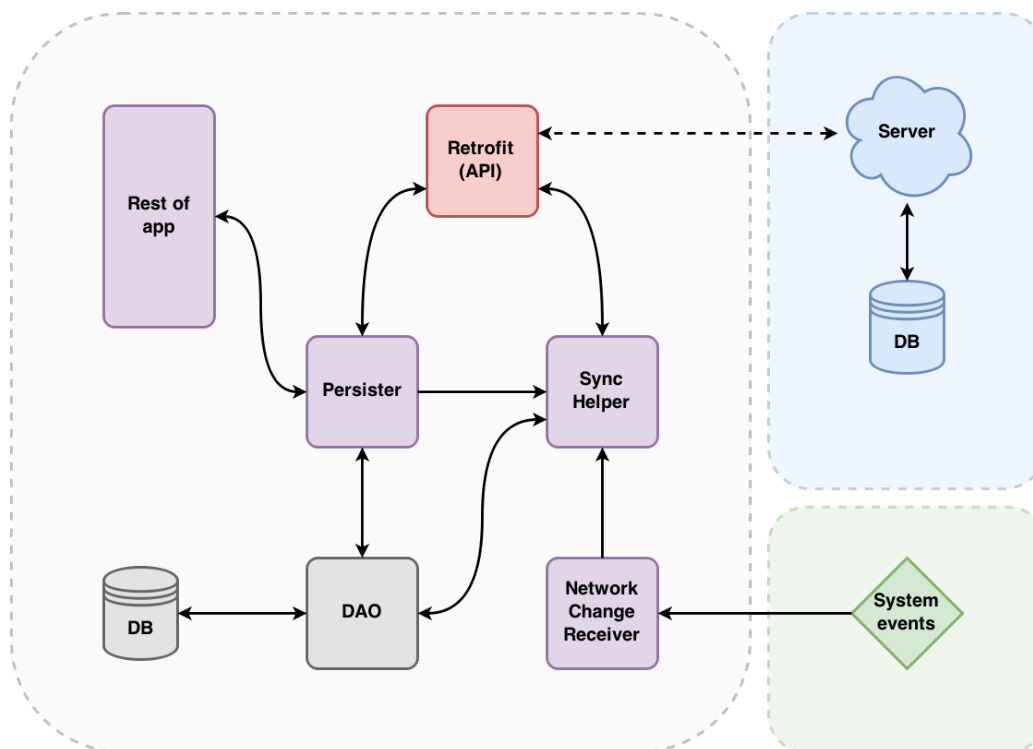 Rest of
app
Retrofit
(API)
Server
DB
Persister
Sync
Helper
DB
DAO
Network
Change
Receiver
System
events